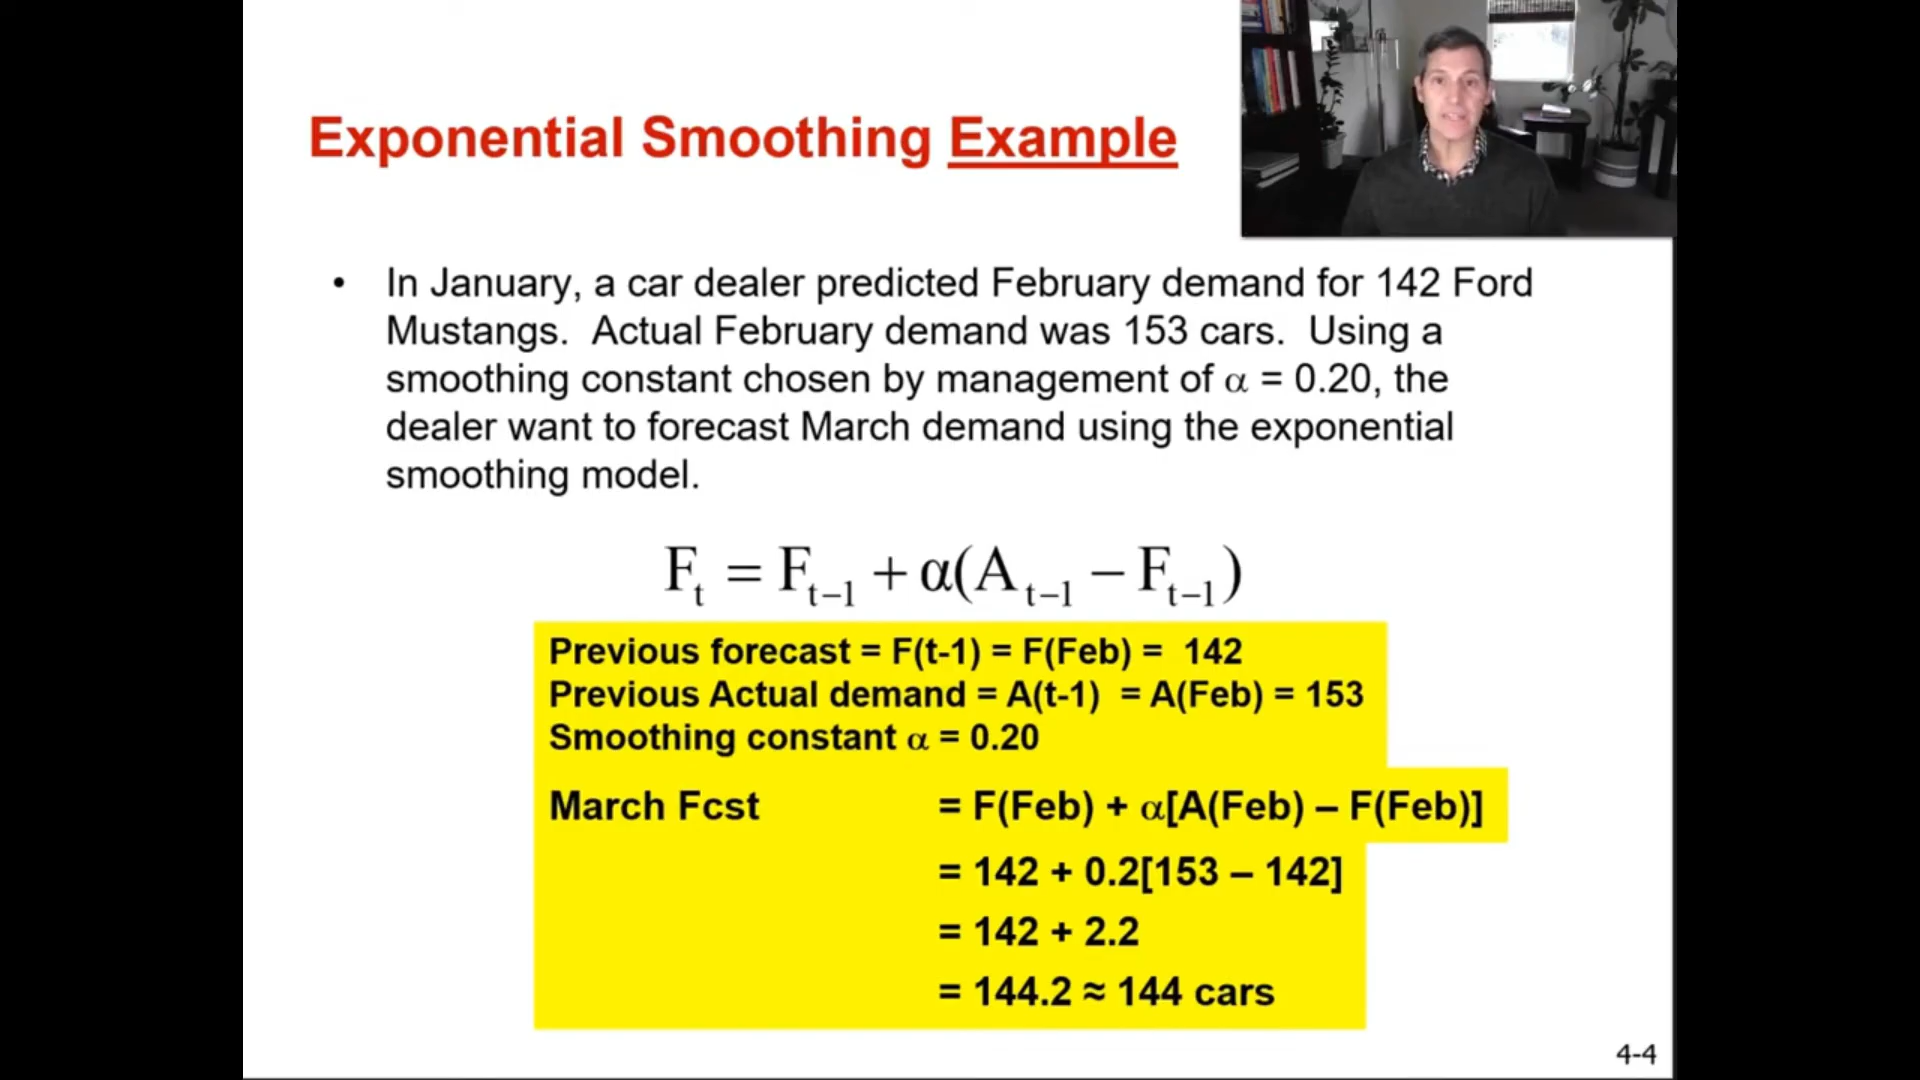 Exponential Smoothing Example
• In January, a car dealer predicted February demand for 142 Ford
Mustangs.  Actual February demand was 153 cars.  Using a
smoothing constant chosen by management of α = 0.20, the
dealer want to forecast March demand using the exponential
smoothing model.
Fₜ = Fₜ₋₁ + α(Aₜ₋₁ − Fₜ₋₁)
Previous forecast = F(t-1) = F(Feb) =  142
Previous Actual demand = A(t-1)  = A(Feb) = 153
Smoothing constant α = 0.20
March Fcst = F(Feb) + α[A(Feb) – F(Feb)]
= 142 + 0.2[153 – 142]
= 142 + 2.2
= 144.2 ≈ 144 cars
4-4